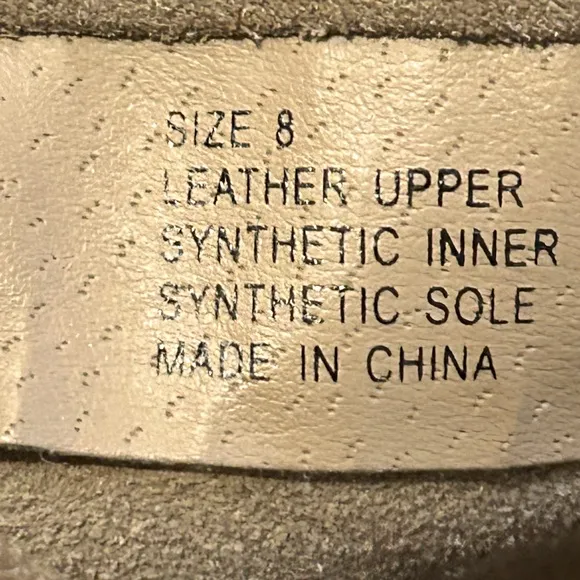 SIZE 8
LEATHER UPPER
SYNTHETIC INNER
SYNTHETIC SOLE
MADE IN CHINA